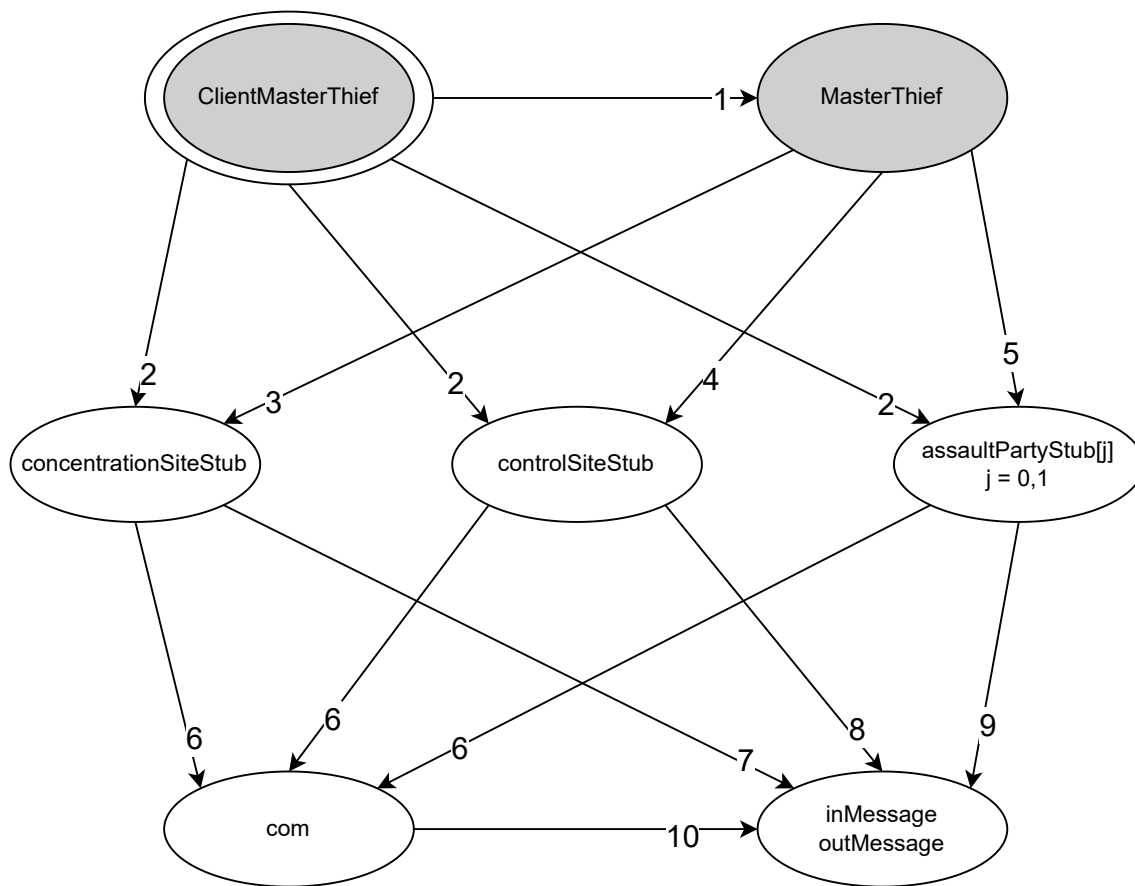 ClientMasterThief
MasterThief
1
2
3
2
4
2
5
concentrationSiteStub
controlSiteStub
assaultPartyStub[j]
j = 0,1
6
6
6
7
8
9
com
10
inMessage
outMessage